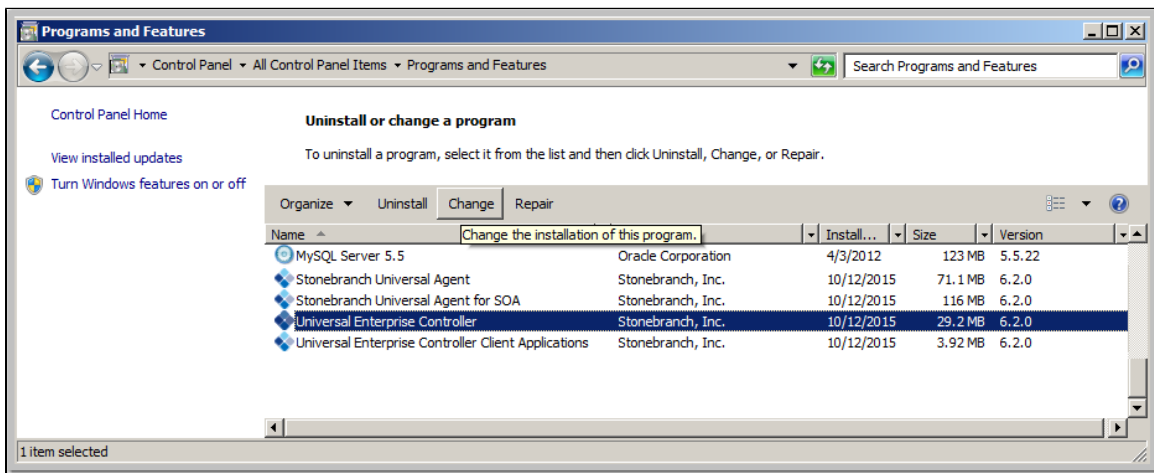 Programs and Features
Control Panel All Control Panel Items Programs and Features Search Programs and Features
Control Panel Home
View installed updates
Turn Windows features on or off
Uninstall or change a program
To uninstall a program, select it from the list and then click Uninstall, Change, or Repair.
Organize Uninstall Change Repair
Name Install... Size Version
Change the installation of this program.
MySQL Server 5.5 Oracle Corporation 4/3/2012 123 MB 5.5.22
Stonebranch Universal Agent Stonebranch, Inc. 10/12/2015 71.1 MB 6.2.0
Stonebranch Universal Agent for SOA Stonebranch, Inc. 10/12/2015 116 MB 6.2.0
Universal Enterprise Controller Stonebranch, Inc. 10/12/2015 29.2 MB 6.2.0
Universal Enterprise Controller Client Applications Stonebranch, Inc. 10/12/2015 3.92 MB 6.2.0
1 item selected